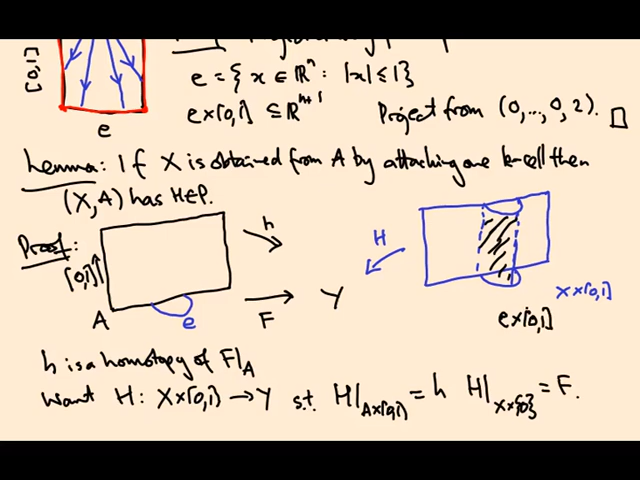 [0,1]
e = { x ∈ ℝⁿ : |x| ≤ 1 }
e
e×[0,1] ⊆ ℝⁿ⁺¹
Project from (0,...,0,2). □
Lemma: If X is obtained from A by attaching one k-cell then
(X,A) has HEP.
Proof:
[0,1]
h
H
A
e
F
Y
X×[0,1]
e×[0,1]
h is a homotopy of F|_A
Want H: X×[0,1] → Y s.t. H|_{A×[0,1]} = h H|_{X×{0}} = F.